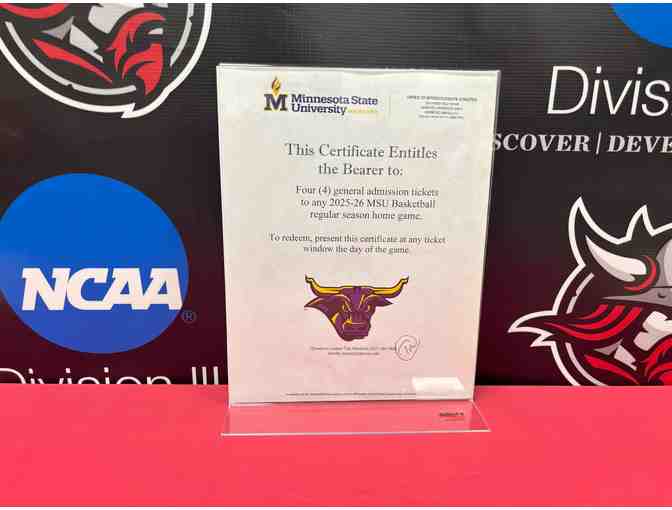 Division
DISCOVER | DEVE
NCAA®
Division III
Minnesota State
University
This Certificate Entitles
the Bearer to:
Four (4) general admission tickets
to any 2025-26 MSU Basketball
regular season home game.
To redeem, present this certificate at any ticket
window the day of the game.